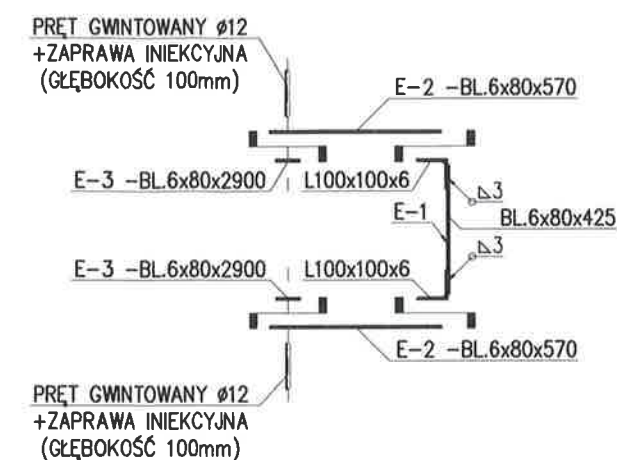 PRĘT GWINTOWANY ø12
+ZAPRAWA INIEKCYJNA
(GŁĘBOKOŚĆ 100mm)
E-2 -BL.6x80x570
E-3 -BL.6x80x2900
L100x100x6
3
E-1
BL.6x80x425
3
E-3 -BL.6x80x2900
L100x100x6
E-2 -BL.6x80x570
PRĘT GWINTOWANY ø12
+ZAPRAWA INIEKCYJNA
(GŁĘBOKOŚĆ 100mm)